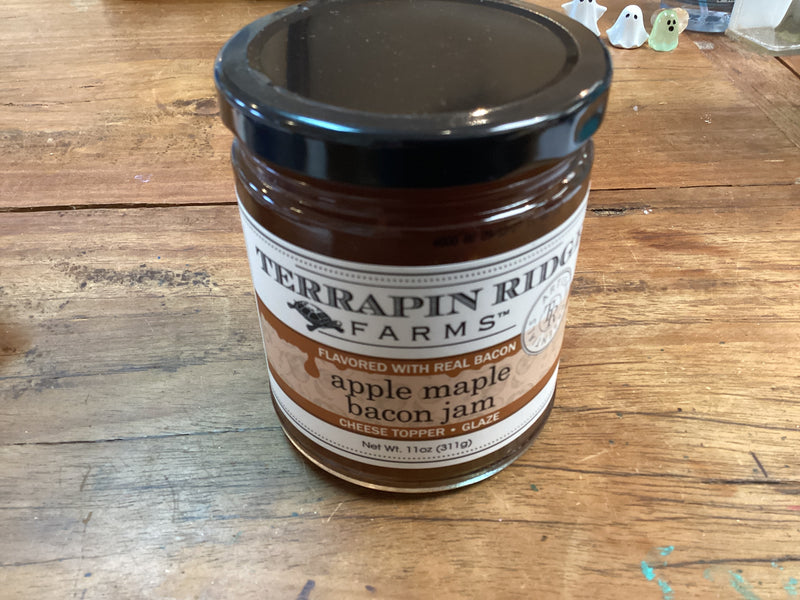 TERRAPIN RIDGE
FARMS™
FLAVORED WITH REAL BACON
apple maple
bacon jam
CHEESE TOPPER • GLAZE
Net Wt. 11oz (311g)